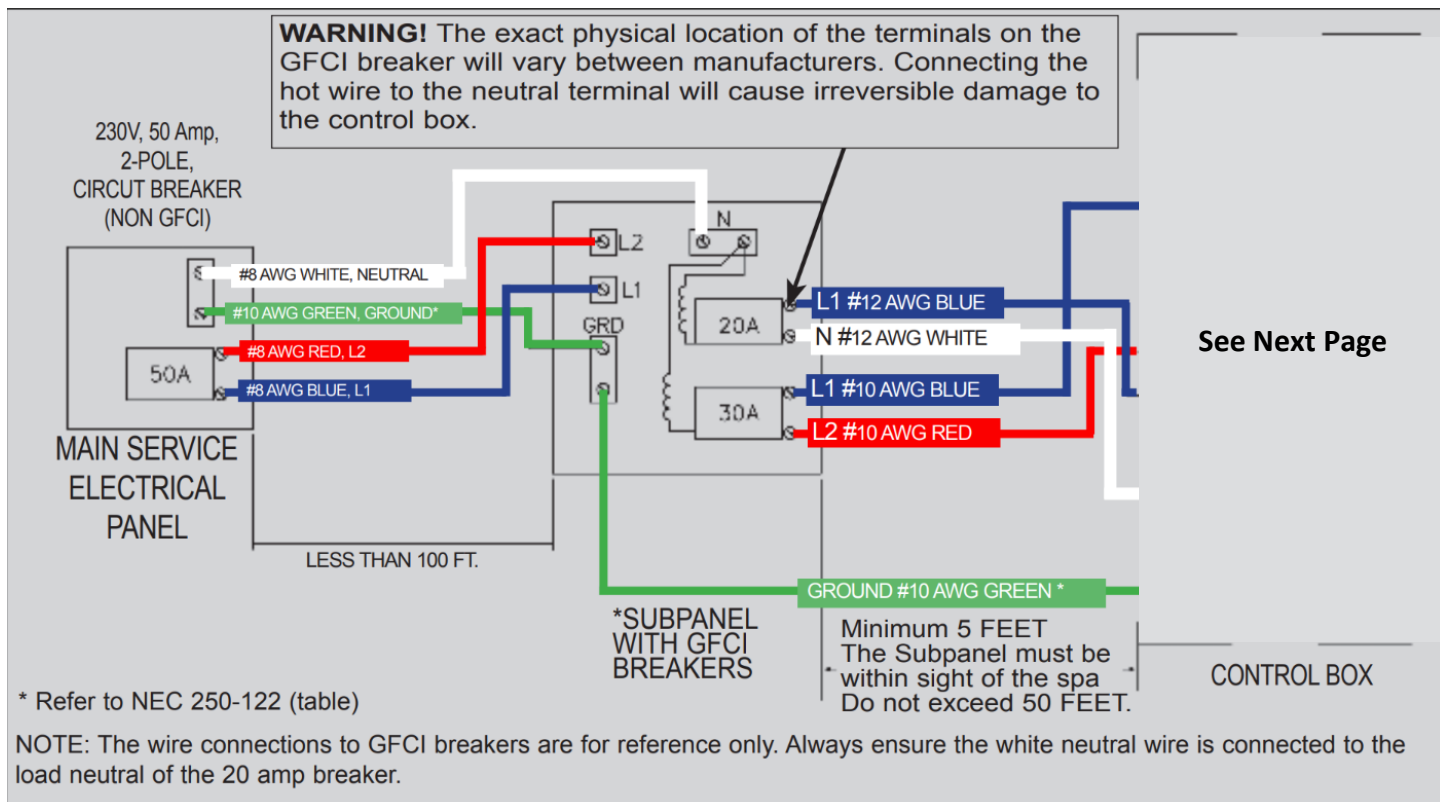 WARNING! The exact physical location of the terminals on the
GFCI breaker will vary between manufacturers. Connecting the
hot wire to the neutral terminal will cause irreversible damage to
the control box.
230V, 50 Amp,
2-POLE,
CIRCUT BREAKER
(NON GFCI)
#8 AWG WHITE, NEUTRAL
#10 AWG GREEN, GROUND*
#8 AWG RED, L2
#8 AWG BLUE, L1
50A
MAIN SERVICE
ELECTRICAL
PANEL
LESS THAN 100 FT.
N
L2
L1
GRD
20A
30A
L1 #12 AWG BLUE
N #12 AWG WHITE
L1 #10 AWG BLUE
L2 #10 AWG RED
See Next Page
GROUND #10 AWG GREEN *
*SUBPANEL
WITH GFCI
BREAKERS
Minimum 5 FEET
The Subpanel must be
within sight of the spa
Do not exceed 50 FEET.
CONTROL BOX
* Refer to NEC 250-122 (table)
NOTE: The wire connections to GFCI breakers are for reference only. Always ensure the white neutral wire is connected to the
load neutral of the 20 amp breaker.